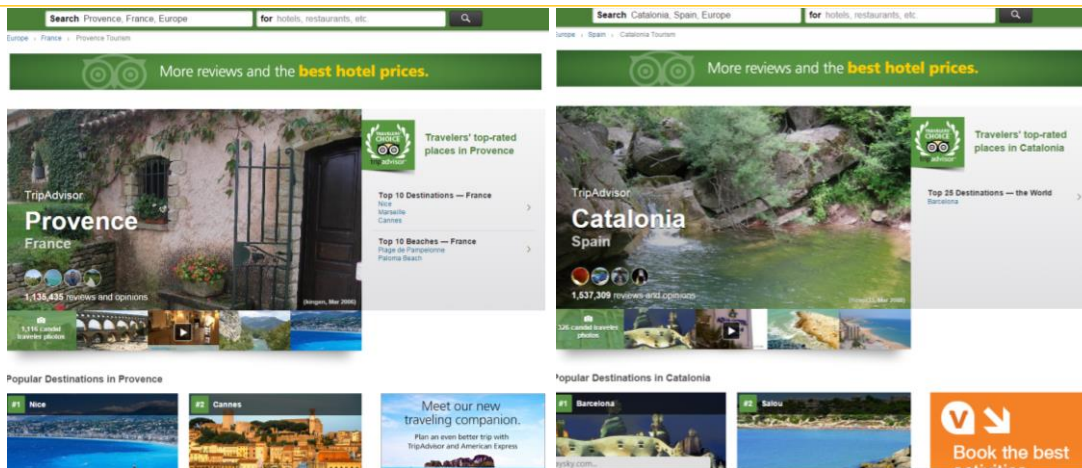 Search Provence, France, Europe
for hotels, restaurants, etc
Europe › France › Provence Tourism
More reviews and the best hotel prices.
TRAVELERS' CHOICE
tripadvisor
Travelers' top-rated
places in Provence
Top 10 Destinations — France
Nice
Marseille
Cannes
Top 10 Beaches — France
Plage de Pampelonne
Paloma Beach
TripAdvisor
Provence
France
1,135,435 reviews and opinions
1,116 candid
traveler photos
Popular Destinations in Provence
#1 Nice
#2 Cannes
Meet our new
traveling companion.
Plan an even better trip with
TripAdvisor and American Express
Search Catalonia, Spain, Europe
for hotels, restaurants, etc
Europe › Spain › Catalonia Tourism
More reviews and the best hotel prices.
TRAVELERS' CHOICE
tripadvisor
Travelers' top-rated
places in Catalonia
Top 25 Destinations — the World
Barcelona
TripAdvisor
Catalonia
Spain
1,537,309 reviews and opinions
candid traveler
photos
Popular Destinations in Catalonia
#1 Barcelona
#2 Salou
Book the best